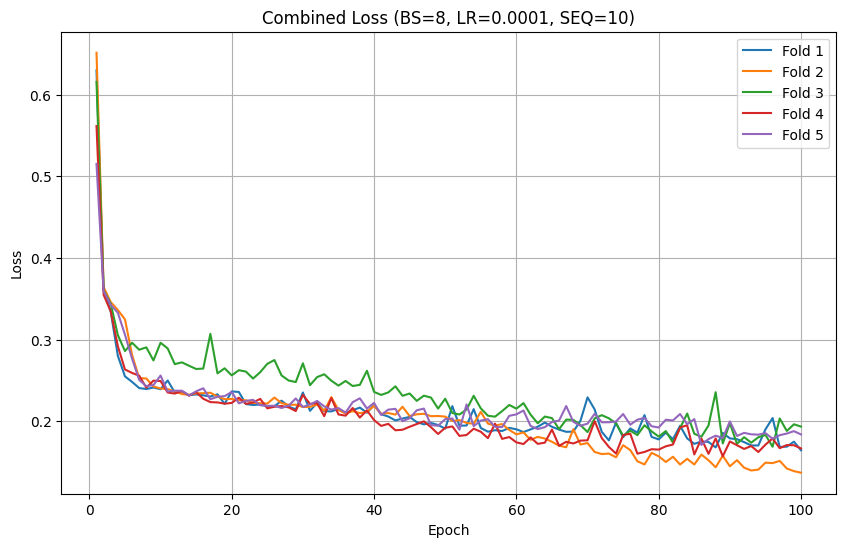 Combined Loss (BS=8, LR=0.0001, SEQ=10)
Fold 1
Fold 2
Fold 3
Fold 4
Fold 5
Loss
0.6
0.5
0.4
0.3
0.2
0 20 40 60 80 100
Epoch